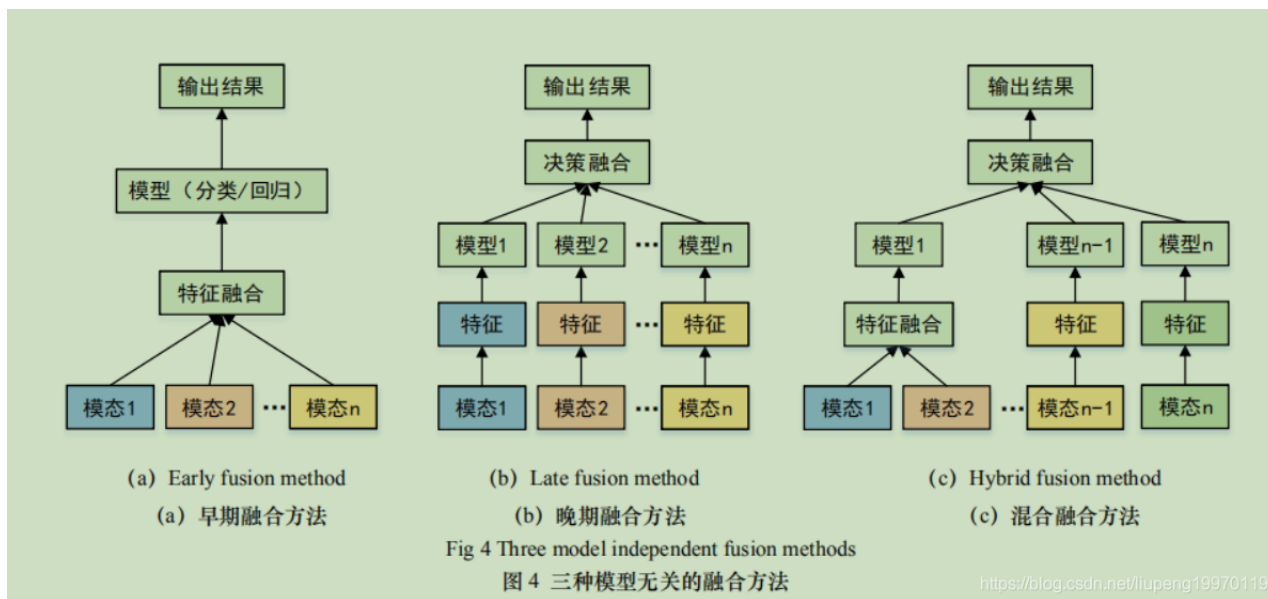 输出结果
模型（分类/回归）
特征融合
模态1 模态2 ··· 模态n
(a) Early fusion method
(a) 早期融合方法
输出结果
决策融合
模型1 模型2 ··· 模型n
特征 特征 ··· 特征
模态1 模态2 ··· 模态n
(b) Late fusion method
(b) 晚期融合方法
输出结果
决策融合
模型1 模型n-1 模型n
特征融合 特征 特征
模态1 模态2 ··· 模态n-1 模态n
(c) Hybrid fusion method
(c) 混合融合方法
Fig 4 Three model independent fusion methods
图 4 三种模型无关的融合方法
https://blog.csdn.net/liupeng19970119